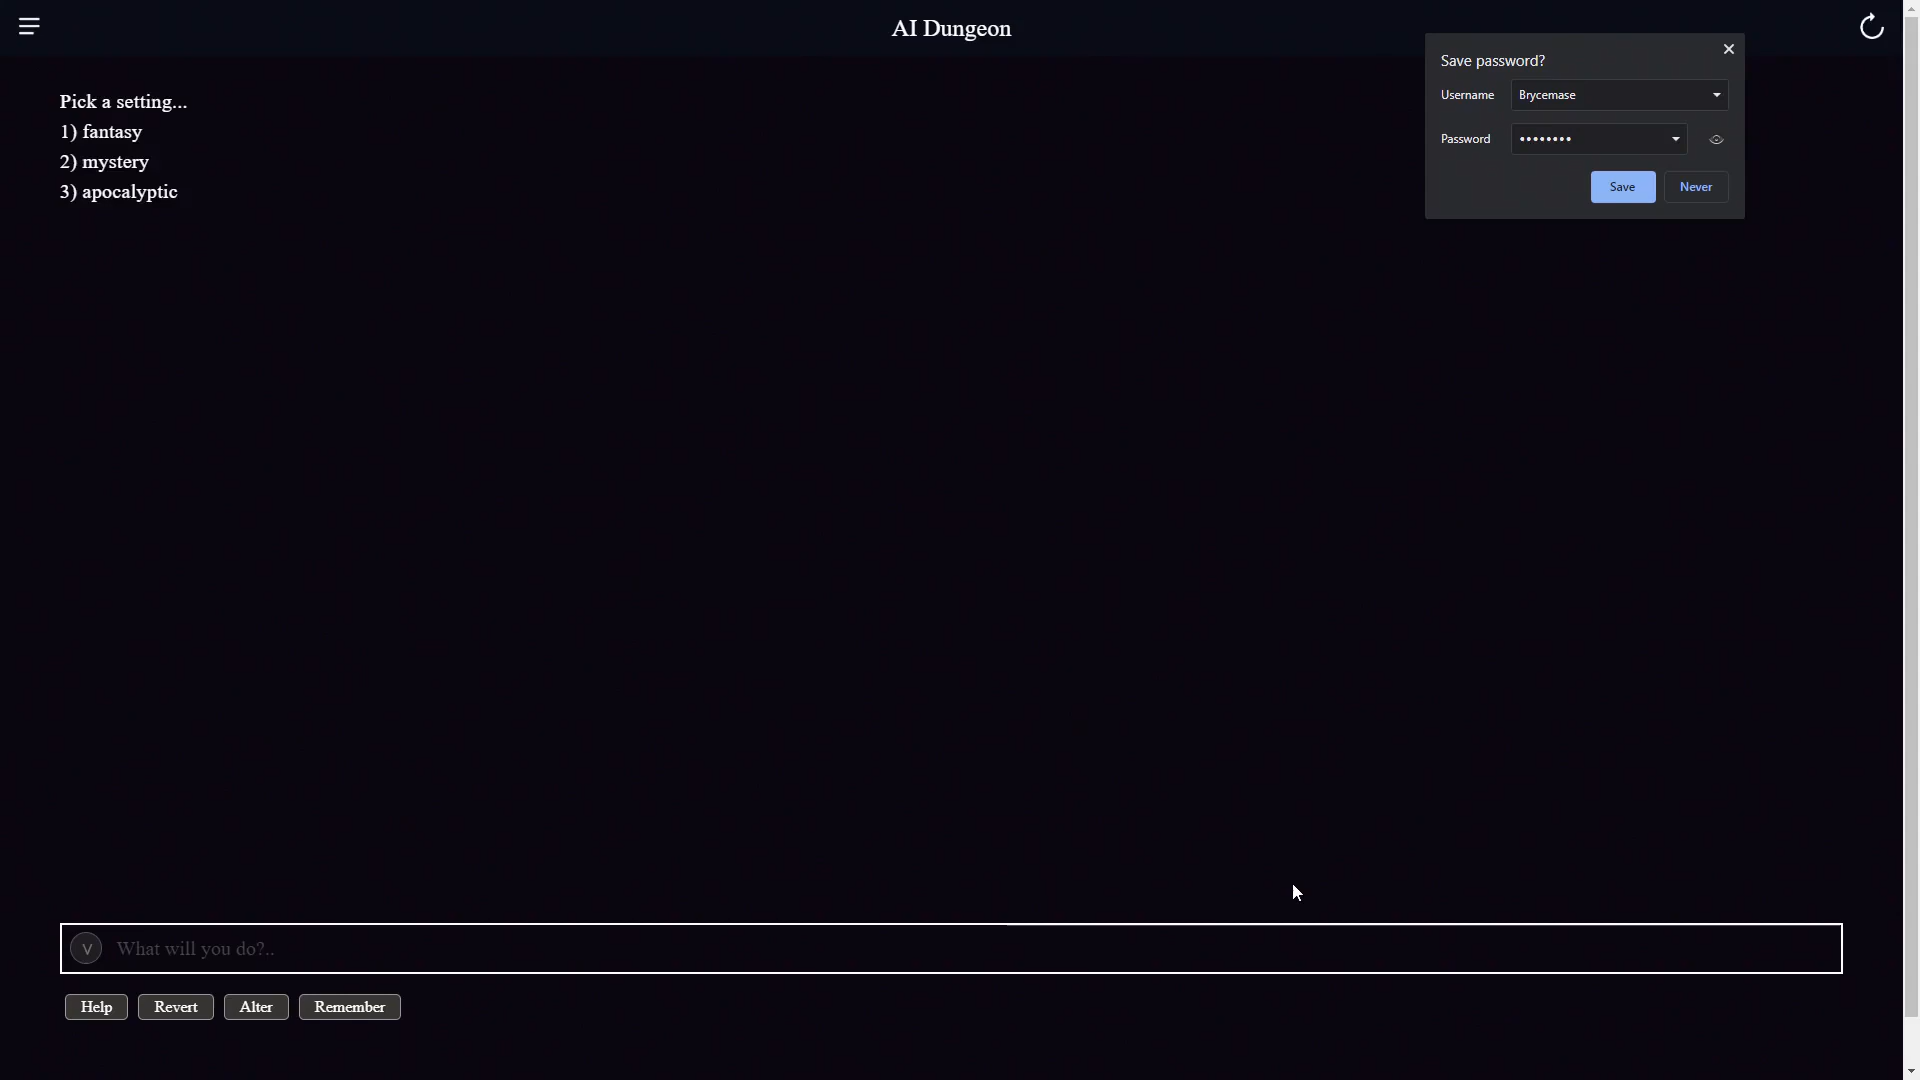 AI Dungeon
Save password?
Username Brycemase
Password ••••••••
Save Never
Pick a setting...
1) fantasy
2) mystery
3) apocalyptic
V What will you do?..
Help Revert Alter Remember